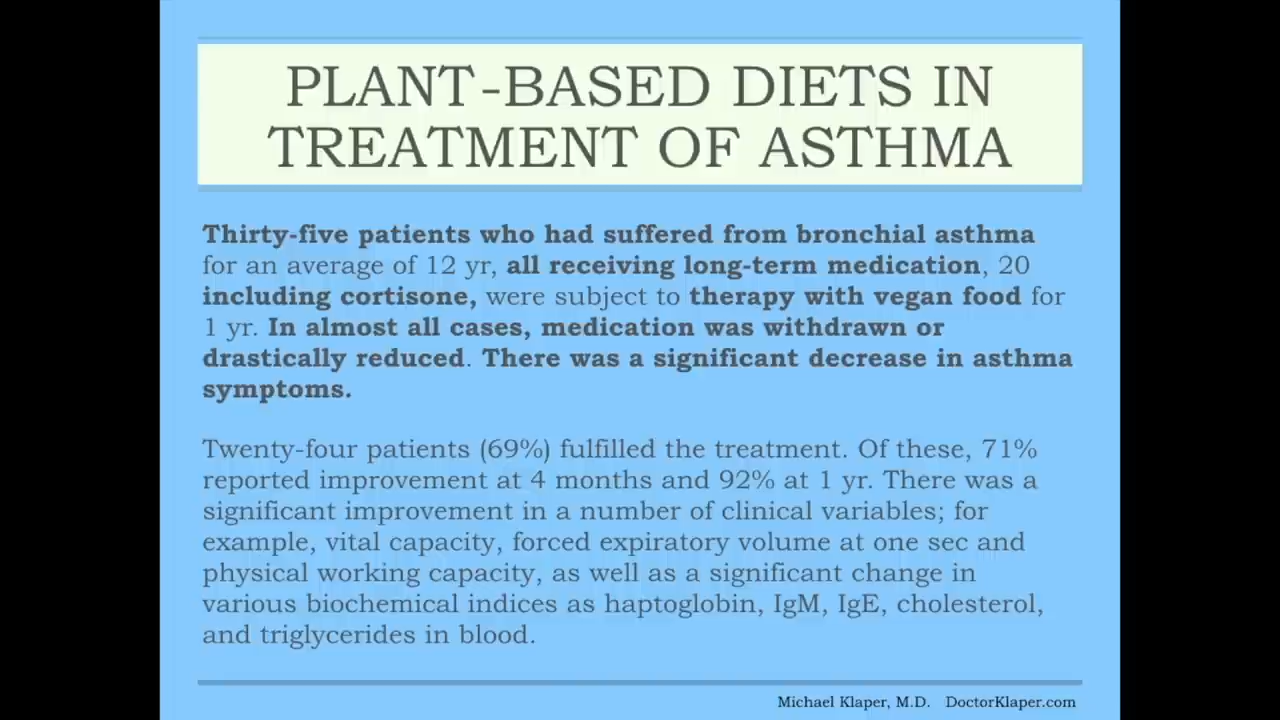 PLANT-BASED DIETS IN
TREATMENT OF ASTHMA
Thirty-five patients who had suffered from bronchial asthma
for an average of 12 yr, all receiving long-term medication, 20
including cortisone, were subject to therapy with vegan food for
1 yr. In almost all cases, medication was withdrawn or
drastically reduced. There was a significant decrease in asthma
symptoms.
Twenty-four patients (69%) fulfilled the treatment. Of these, 71%
reported improvement at 4 months and 92% at 1 yr. There was a
significant improvement in a number of clinical variables; for
example, vital capacity, forced expiratory volume at one sec and
physical working capacity, as well as a significant change in
various biochemical indices as haptoglobin, IgM, IgE, cholesterol,
and triglycerides in blood.
Michael Klaper, M.D. DoctorKlaper.com